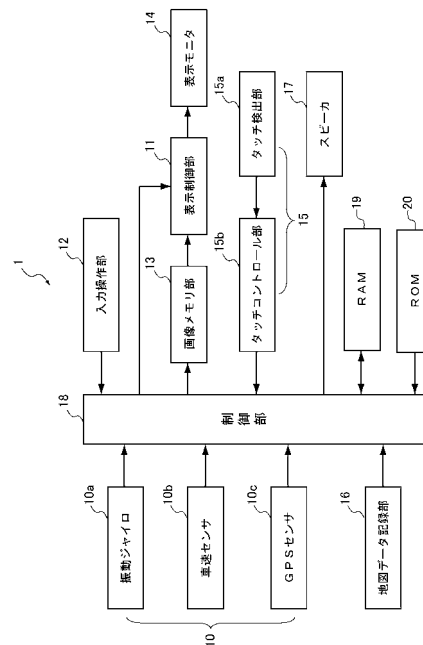 1
18
制御部
10
10a
振動ジャイロ
10b
車速センサ
10c
GPSセンサ
16
地図データ記録部
12
入力操作部
13
画像メモリ部
11
表示制御部
14
表示モニタ
15b
タッチコントロール部
15a
タッチ検出部
15
17
スピーカ
19
RAM
20
ROM